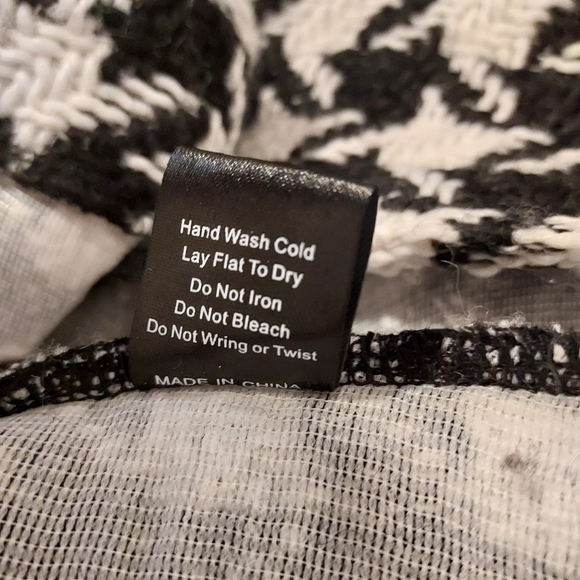 Hand Wash Cold
Lay Flat To Dry
Do Not Iron
Do Not Bleach
Do Not Wring or Twist
MADE IN CHINA